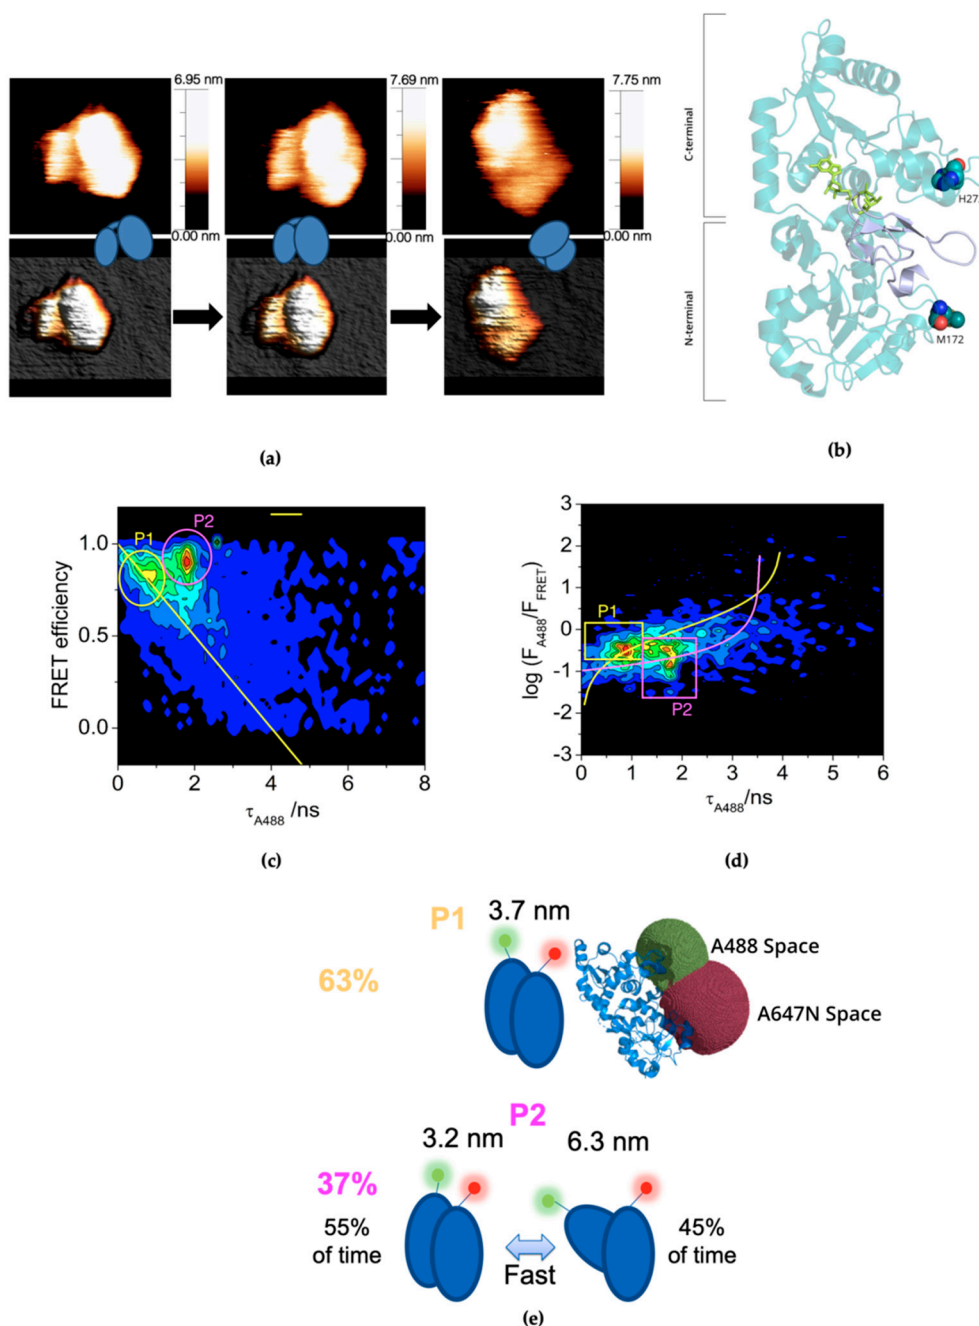 (a)
6.95 nm
7.69 nm
7.75 nm
0.00 nm
0.00 nm
0.00 nm
C-terminal
N-terminal
H27
M172
(b)
(c)
P1
P2
1.0
0.5
0.0
FRET efficiency
0
2
4
6
8
τA488 /ns
(d)
3
2
1
0
-1
-2
-3
log (FA488/FFRET)
P1
P2
0
1
2
3
4
5
6
τA488 /ns
P1
3.7 nm
63%
A488 Space
A647N Space
P2
3.2 nm
6.3 nm
37%
55%
of time
Fast
45%
of time
(e)